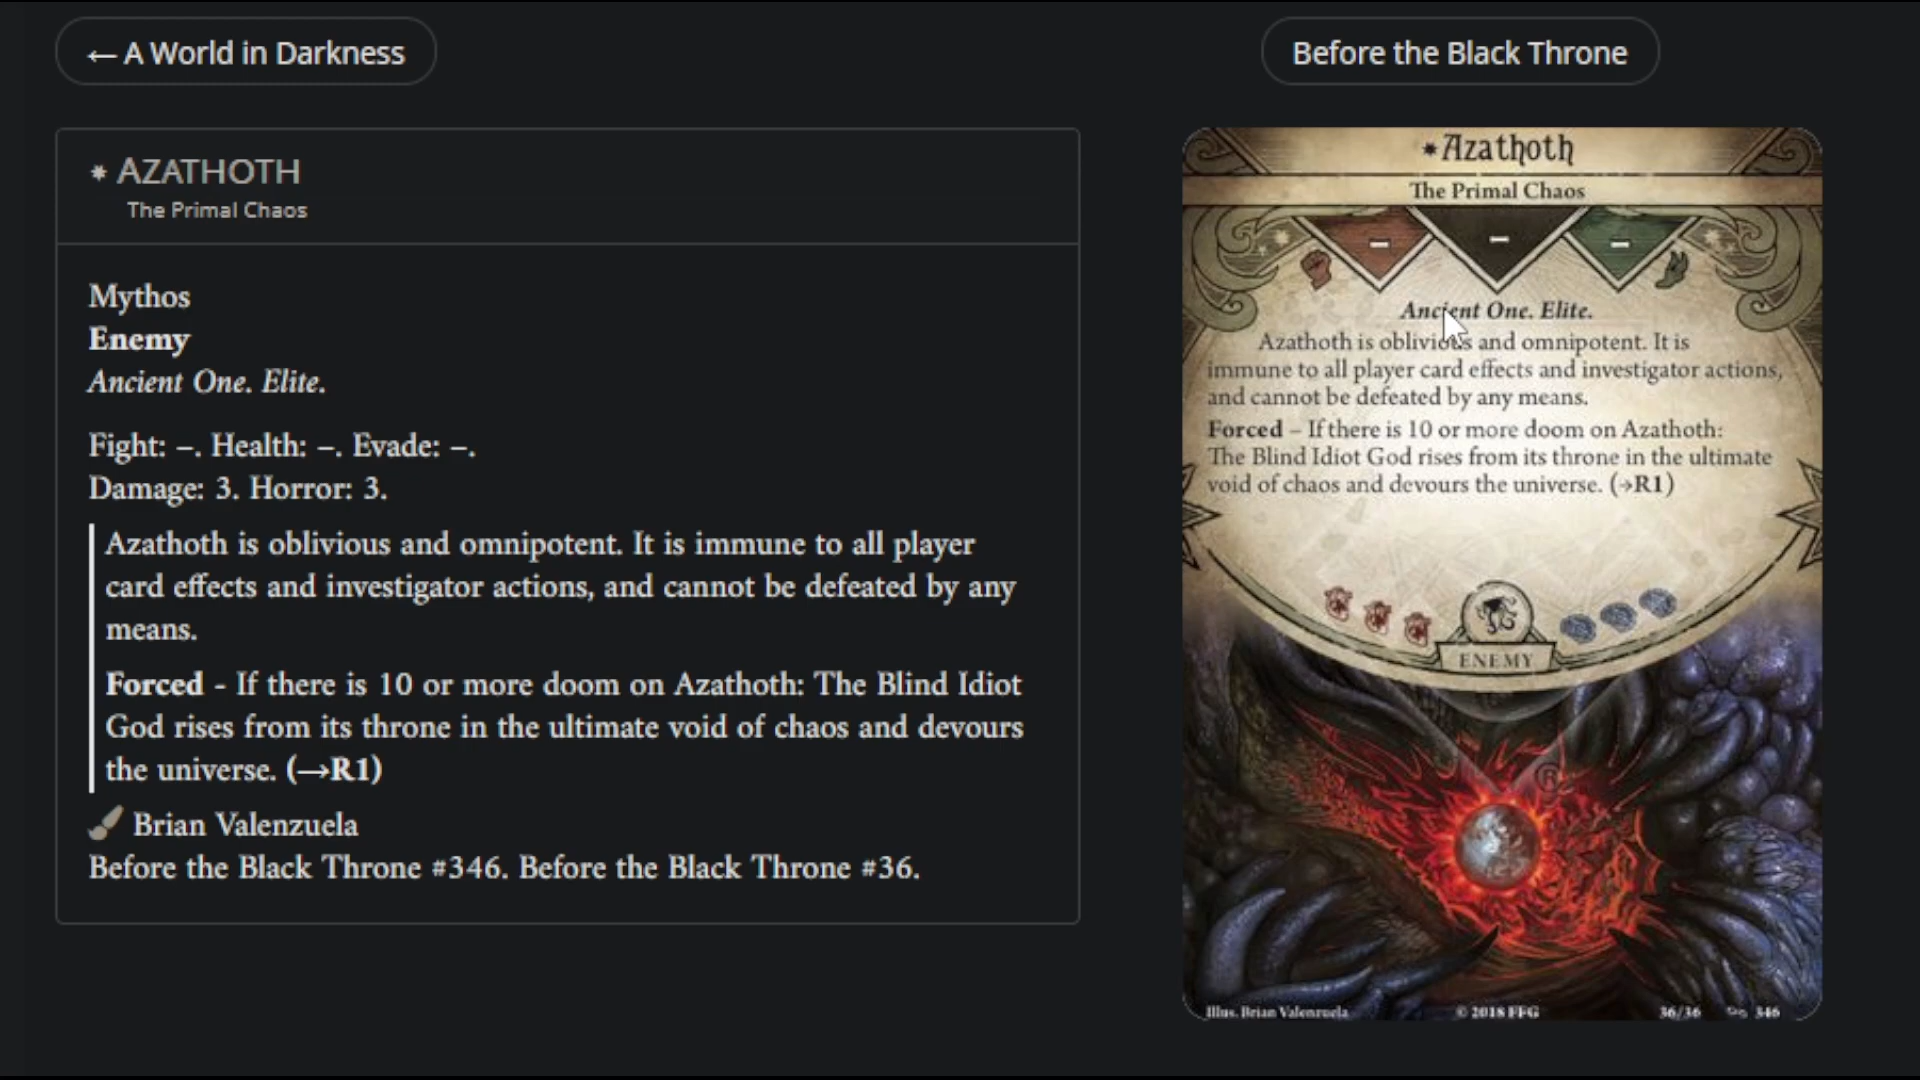 ← A World in Darkness
Before the Black Throne
AZATHOTH
The Primal Chaos
Mythos
Enemy
Ancient One. Elite.
Fight: –. Health: –. Evade: –.
Damage: 3. Horror: 3.
Azathoth is oblivious and omnipotent. It is immune to all player
card effects and investigator actions, and cannot be defeated by any
means.
Forced - If there is 10 or more doom on Azathoth: The Blind Idiot
God rises from its throne in the ultimate void of chaos and devours
the universe. (→R1)
Brian Valenzuela
Before the Black Throne #346. Before the Black Throne #36.
Azathoth
The Primal Chaos
– – –
Ancient One. Elite.
Azathoth is oblivious and omnipotent. It is
immune to all player card effects and investigator actions,
and cannot be defeated by any means.
Forced – If there is 10 or more doom on Azathoth:
The Blind Idiot God rises from its throne in the ultimate
void of chaos and devours the universe. (→R1)
ENEMY
Illus. Brian Valenzuela
© 2018 FFG
36/36
346